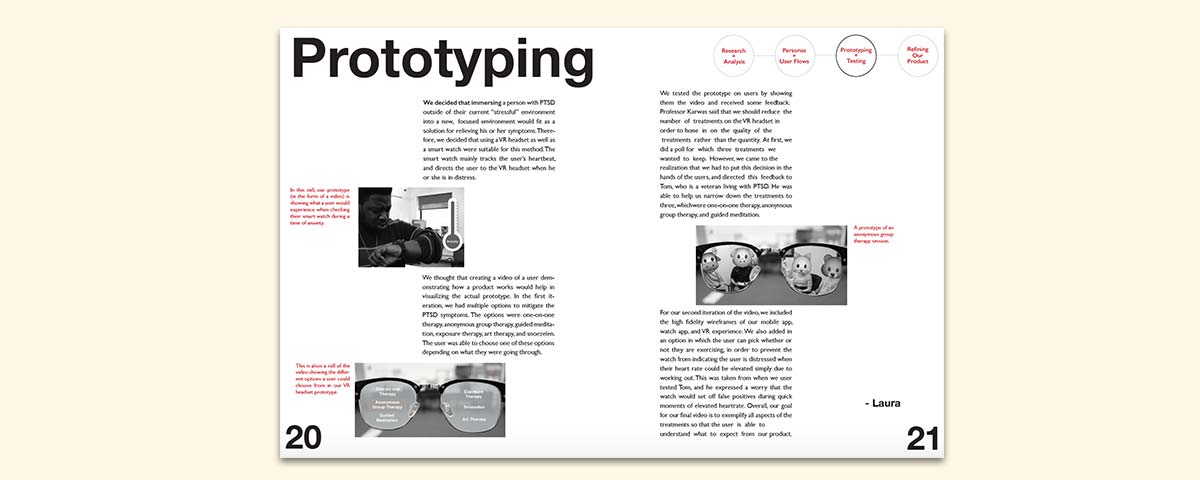 Prototyping
Research
+
Analysis
Personas
+
User Flows
Prototyping
+
Testing
Refining
Our
Product
We decided that immersing a person with PTSD
outside of their current "stressful" environment
into a new, focused environment would fit as a
solution for relieving his or her symptoms. There-
fore, we decided that using a VR headset as well as
a smart watch were suitable for this method. The
smart watch mainly tracks the user's heartbeat,
and directs the user to the VR headset when he
or she is in distress.
In this still, our prototype
(in the form of a video) is
showing what a user would
experience when checking
their smart watch during a
time of anxiety.
Anxiety
We thought that creating a video of a user dem-
onstrating how a product works would help in
visualizing the actual prototype. In the first it-
eration, we had multiple options to mitigate the
PTSD symptoms. The options were one-on-one
therapy, anonymous group therapy, guided medita-
tion, exposure therapy, art therapy, and snoezelen.
The user was able to choose one of these options
depending on what they were going through.
This is also a still of the
video showing the differ-
ent options a user could
choose from in our VR
headset prototype.
One-on-one
Therapy
Anonymous
Group Therapy
Guided
Meditation
Exposure
Therapy
Snoezelen
Art Therapy
20
We tested the prototype on users by showing
them the video and received some feedback.
Professor Karwas said that we should reduce the
number of treatments on the VR headset in
order to hone in on the quality of the
treatments rather than the quantity. At first, we
did a poll for which three treatments we
wanted to keep. However, we came to the
realization that we had to put this decision in the
hands of the users, and directed this feedback to
Tom, who is a veteran living with PTSD. He was
able to help us narrow down the treatments to
three, whichwere one-on-one therapy, anonymous
group therapy, and guided meditation.
A prototype of an
anonymous group
therapy session.
For our second iteration of the video, we included
the high fidelity wireframes of our mobile app,
watch app, and VR experience. We also added in
an option in which the user can pick whether or
not they are exercising, in order to prevent the
watch from indicating the user is distressed when
their heart rate could be elevated simply due to
working out. This was taken from when we user
tested Tom, and he expressed a worry that the
watch would set off false positives during quick
moments of elevated heartrate. Overall, our goal
for our final video is to exemplify all aspects of the
treatments so that the user is able to
understand what to expect from our product.
- Laura
21